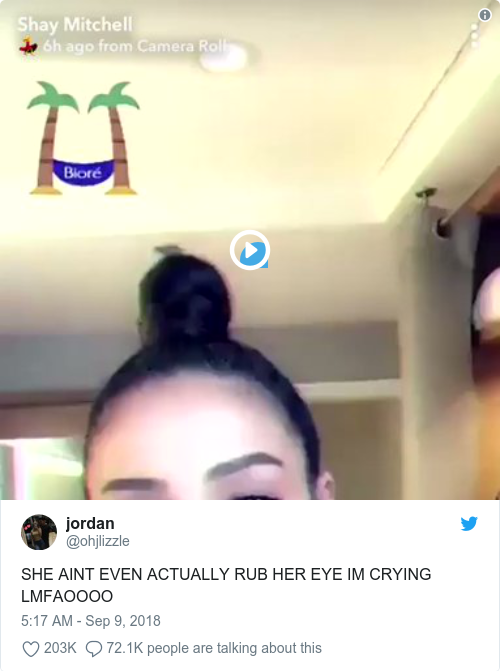 Shay Mitchell
6h ago from Camera Roll
Bioré
jordan
@ohjlizzle
SHE AINT EVEN ACTUALLY RUB HER EYE IM CRYING
LMFAOOOO
5:17 AM - Sep 9, 2018
203K 72.1K people are talking about this